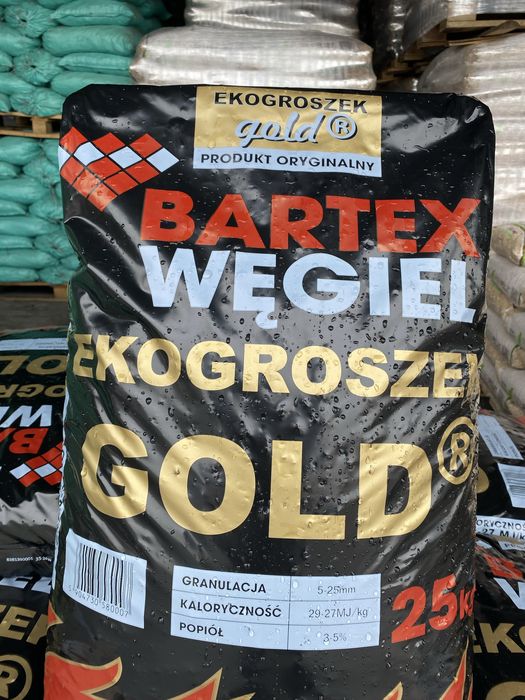 EKOGROSZEK
gold®
PRODUKT ORYGINALNY
BARTEX
WĘGIEL
EKOGROSZEK
GOLD®
GRANULACJA 5-25mm
KALORYCZNOŚĆ 29-27MJ/kg
POPIÓŁ 3-5%
25kg
BARTEX